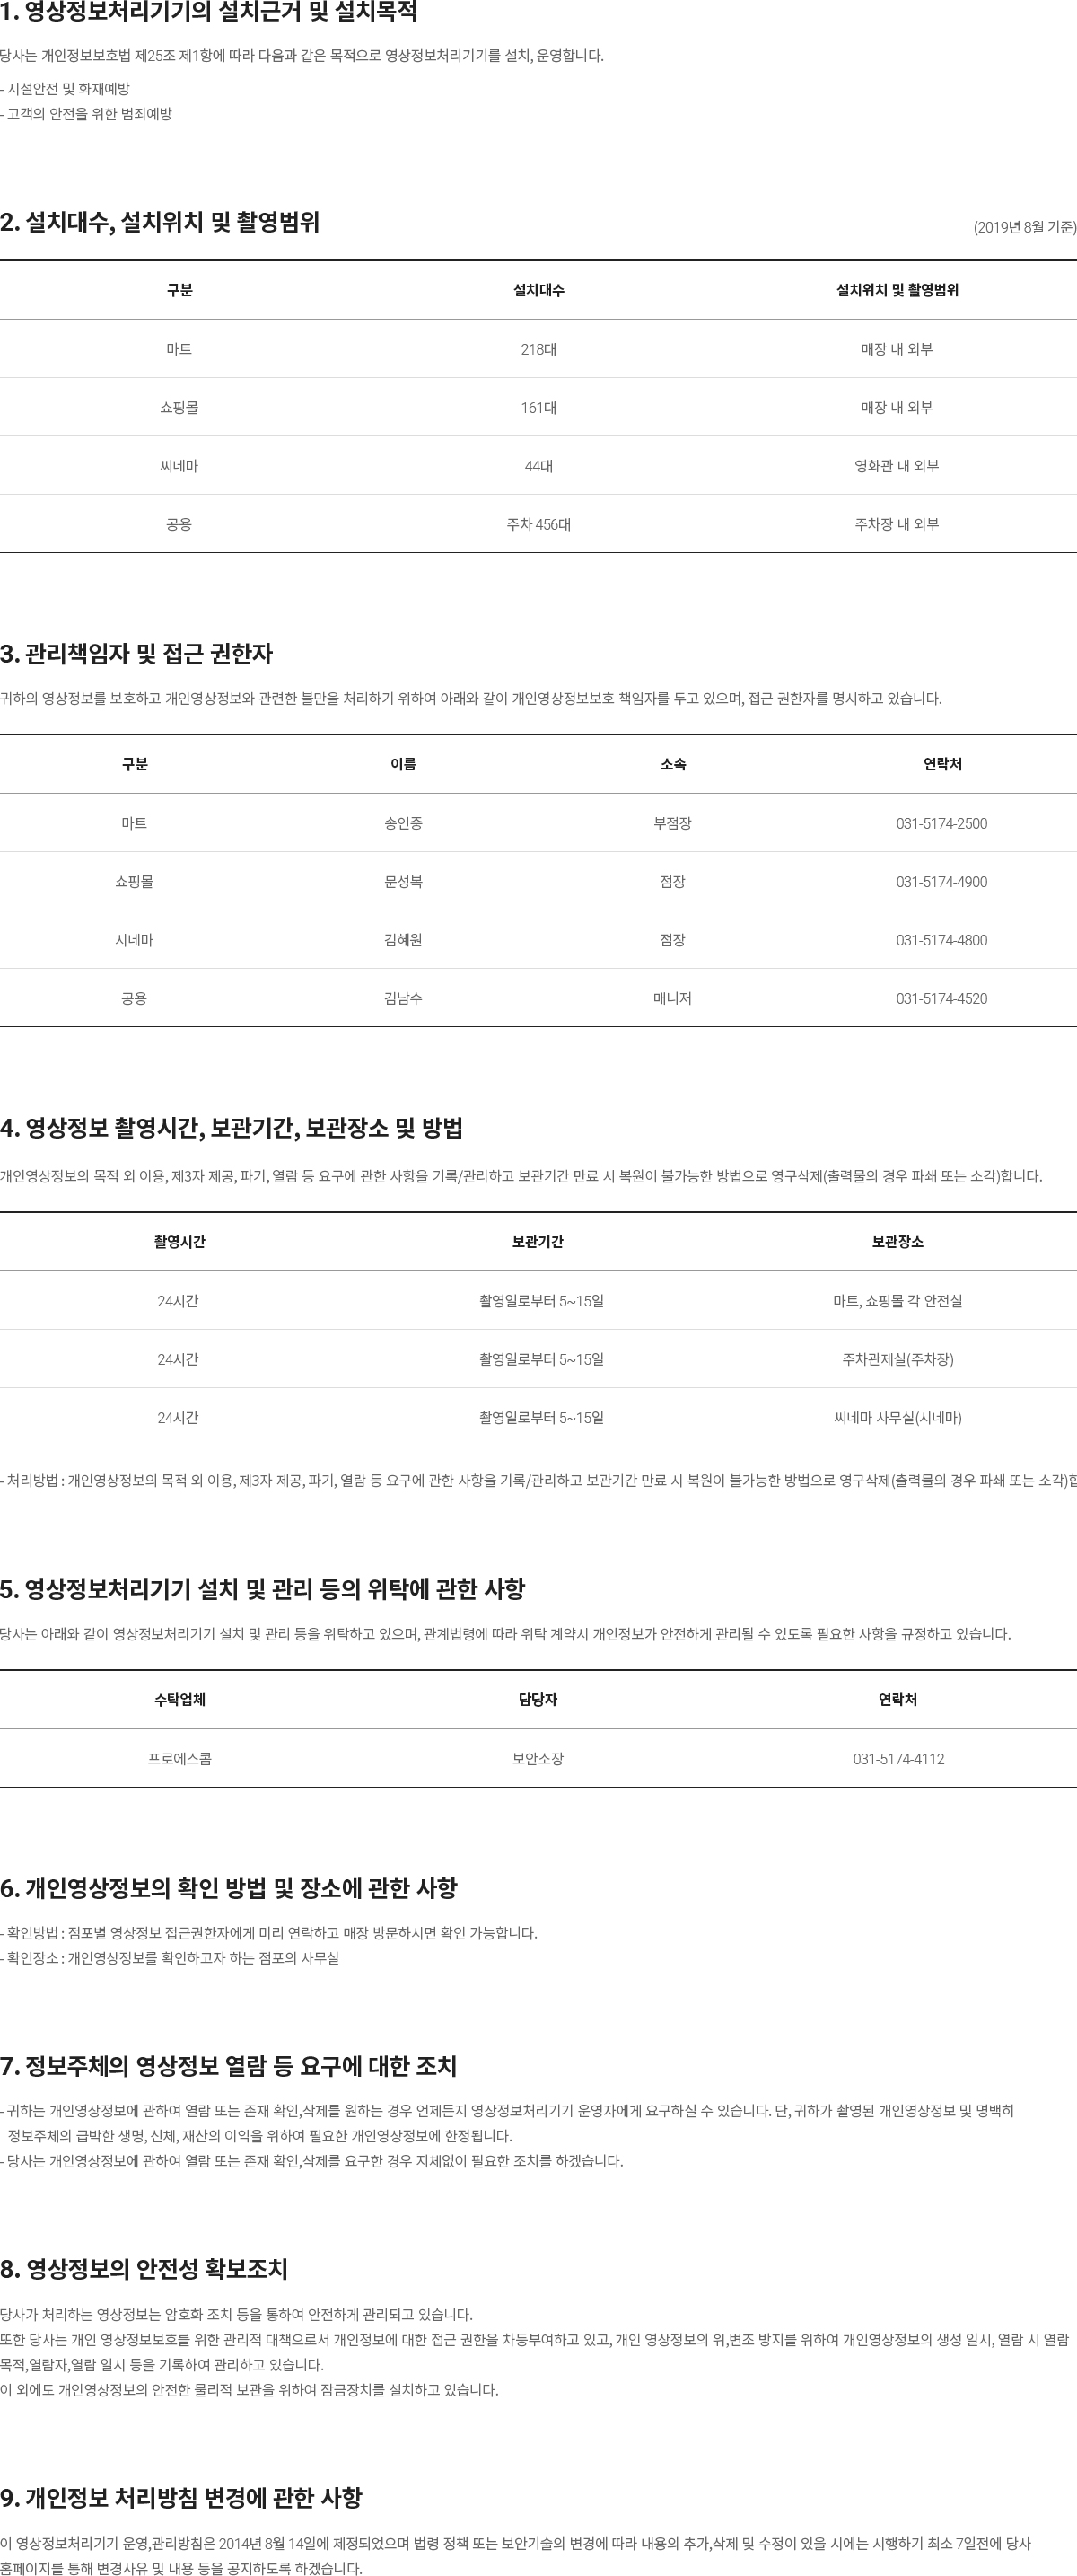 1. 영상정보처리기기의 설치근거 및 설치목적
당사는 개인정보보호법 제25조 제1항에 따라 다음과 같은 목적으로 영상정보처리기기를 설치, 운영합니다.
- 시설안전 및 화재예방
- 고객의 안전을 위한 범죄예방
2. 설치대수, 설치위치 및 촬영범위 (2019년 8월 기준)
구분 설치대수 설치위치 및 촬영범위
마트 218대 매장 내 외부
쇼핑몰 161대 매장 내 외부
씨네마 44대 영화관 내 외부
공용 주차 456대 주차장 내 외부
3. 관리책임자 및 접근 권한자
귀하의 영상정보를 보호하고 개인영상정보와 관련한 불만을 처리하기 위하여 아래와 같이 개인영상정보보호 책임자를 두고 있으며, 접근 권한자를 명시하고 있습니다.
구분 이름 소속 연락처
마트 송인중 부점장 031-5174-2500
쇼핑몰 문성복 점장 031-5174-4900
시네마 김혜원 점장 031-5174-4800
공용 김남수 매니저 031-5174-4520
4. 영상정보 촬영시간, 보관기간, 보관장소 및 방법
개인영상정보의 목적 외 이용, 제3자 제공, 파기, 열람 등 요구에 관한 사항을 기록/관리하고 보관기간 만료 시 복원이 불가능한 방법으로 영구삭제(출력물의 경우 파쇄 또는 소각)합니다.
촬영시간 보관기간 보관장소
24시간 촬영일로부터 5~15일 마트, 쇼핑몰 각 안전실
24시간 촬영일로부터 5~15일 주차관제실(주차장)
24시간 촬영일로부터 5~15일 씨네마 사무실(시네마)
- 처리방법 : 개인영상정보의 목적 외 이용, 제3자 제공, 파기, 열람 등 요구에 관한 사항을 기록/관리하고 보관기간 만료 시 복원이 불가능한 방법으로 영구삭제(출력물의 경우 파쇄 또는 소각)합
5. 영상정보처리기기 설치 및 관리 등의 위탁에 관한 사항
당사는 아래와 같이 영상정보처리기기 설치 및 관리 등을 위탁하고 있으며, 관계법령에 따라 위탁 계약시 개인정보가 안전하게 관리될 수 있도록 필요한 사항을 규정하고 있습니다.
수탁업체 담당자 연락처
프로에스콤 보안소장 031-5174-4112
6. 개인영상정보의 확인 방법 및 장소에 관한 사항
- 확인방법 : 점포별 영상정보 접근권한자에게 미리 연락하고 매장 방문하시면 확인 가능합니다.
- 확인장소 : 개인영상정보를 확인하고자 하는 점포의 사무실
7. 정보주체의 영상정보 열람 등 요구에 대한 조치
- 귀하는 개인영상정보에 관하여 열람 또는 존재 확인,삭제를 원하는 경우 언제든지 영상정보처리기기 운영자에게 요구하실 수 있습니다. 단, 귀하가 촬영된 개인영상정보 및 명백히
정보주체의 급박한 생명, 신체, 재산의 이익을 위하여 필요한 개인영상정보에 한정됩니다.
- 당사는 개인영상정보에 관하여 열람 또는 존재 확인,삭제를 요구한 경우 지체없이 필요한 조치를 하겠습니다.
8. 영상정보의 안전성 확보조치
당사가 처리하는 영상정보는 암호화 조치 등을 통하여 안전하게 관리되고 있습니다.
또한 당사는 개인 영상정보보호를 위한 관리적 대책으로서 개인정보에 대한 접근 권한을 차등부여하고 있고, 개인 영상정보의 위,변조 방지를 위하여 개인영상정보의 생성 일시, 열람 시 열람
목적,열람자,열람 일시 등을 기록하여 관리하고 있습니다.
이 외에도 개인영상정보의 안전한 물리적 보관을 위하여 잠금장치를 설치하고 있습니다.
9. 개인정보 처리방침 변경에 관한 사항
이 영상정보처리기기 운영,관리방침은 2014년 8월 14일에 제정되었으며 법령 정책 또는 보안기술의 변경에 따라 내용의 추가,삭제 및 수정이 있을 시에는 시행하기 최소 7일전에 당사
홈페이지를 통해 변경사유 및 내용 등을 공지하도록 하겠습니다.